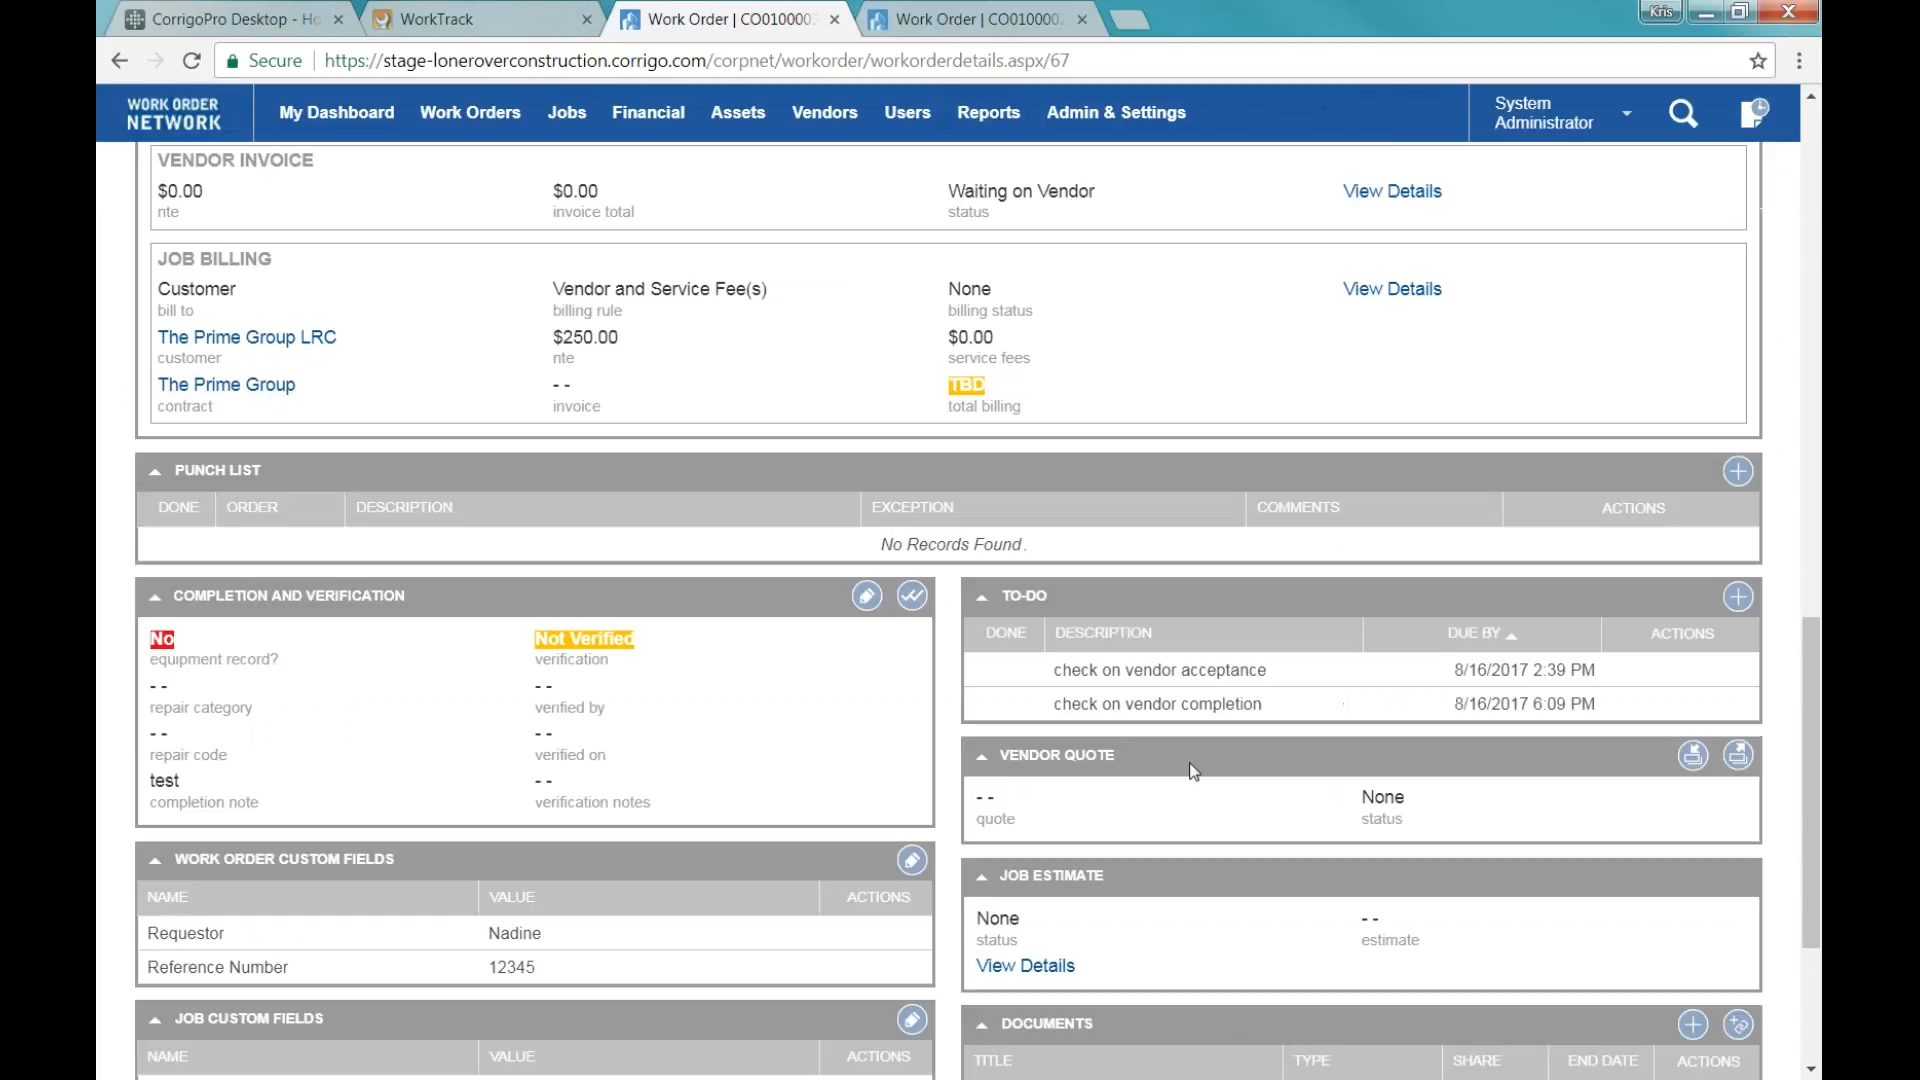 CorrigoPro Desktop - Ho
WorkTrack
Work Order | CO0100003
Work Order | CO010000
Kris
Secure
https://stage-loneroverconstruction.corrigo.com/corpnet/workorder/workorderdetails.aspx/67
WORK ORDER NETWORK
My Dashboard
Work Orders
Jobs
Financial
Assets
Vendors
Users
Reports
Admin & Settings
System Administrator
VENDOR INVOICE
$0.00 $0.00 Waiting on Vendor View Details
nte invoice total status
JOB BILLING
Customer Vendor and Service Fee(s) None View Details
bill to billing rule billing status
The Prime Group LRC $250.00 $0.00
customer nte service fees
The Prime Group - - TBD
contract invoice total billing
PUNCH LIST
DONE ORDER DESCRIPTION EXCEPTION COMMENTS ACTIONS
No Records Found.
COMPLETION AND VERIFICATION
No Not Verified
equipment record? verification
- - - -
repair category verified by
- - - -
repair code verified on
test - -
completion note verification notes
TO-DO
DONE DESCRIPTION DUE BY ACTIONS
check on vendor acceptance 8/16/2017 2:39 PM
check on vendor completion 8/16/2017 6:09 PM
VENDOR QUOTE
- - None
quote status
WORK ORDER CUSTOM FIELDS
NAME VALUE ACTIONS
Requestor Nadine
Reference Number 12345
JOB ESTIMATE
None - -
status estimate
View Details
JOB CUSTOM FIELDS
NAME VALUE ACTIONS
DOCUMENTS
TITLE TYPE SHARE END DATE ACTIONS